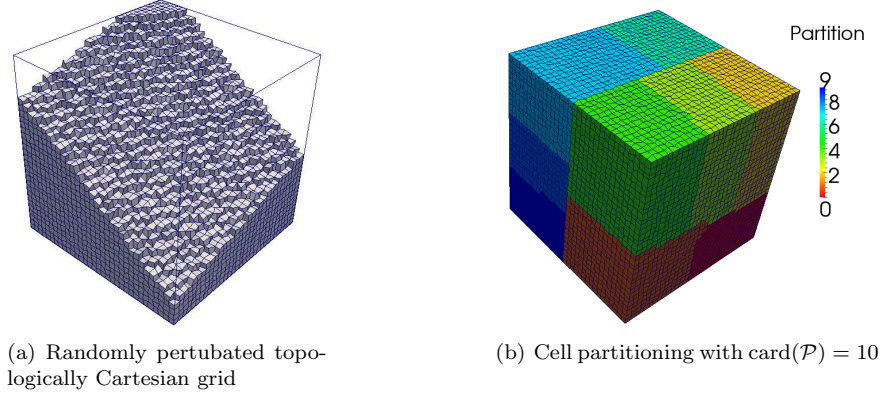 Partition
9
8
6
4
2
0
(a) Randomly pertubated topo-
logically Cartesian grid
(b) Cell partitioning with card(𝒫) = 10